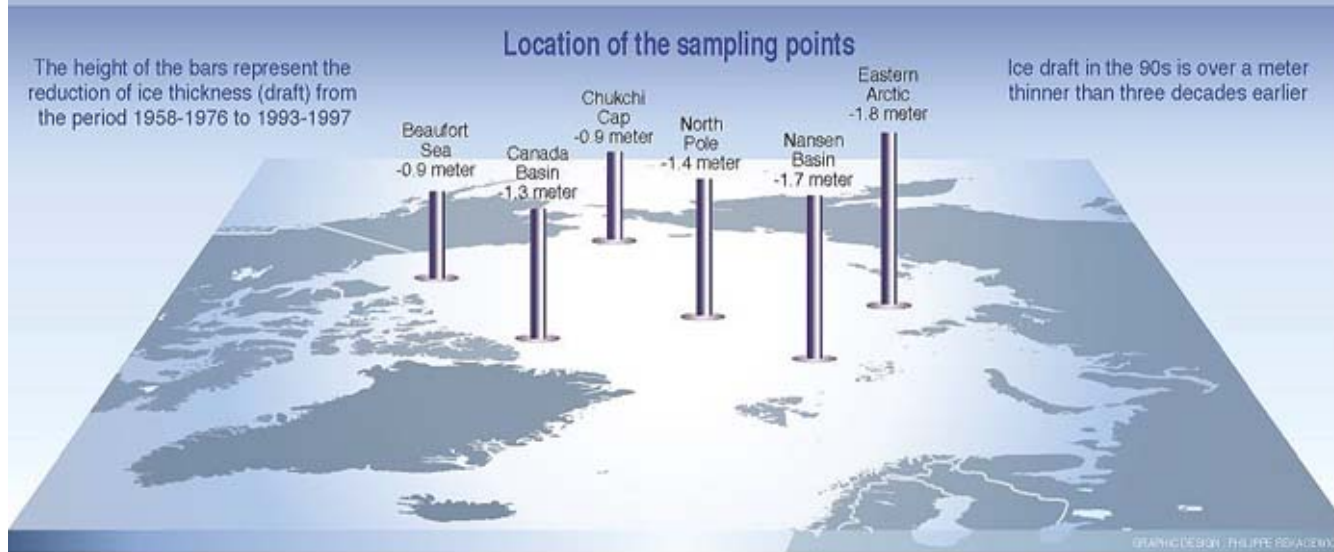 Location of the sampling points
The height of the bars represent the
reduction of ice thickness (draft) from
the period 1958-1976 to 1993-1997
Ice draft in the 90s is over a meter
thinner than three decades earlier
Beaufort
Sea
-0.9 meter
Canada
Basin
-1.3 meter
Chukchi
Cap
-0.9 meter
North
Pole
-1.4 meter
Nansen
Basin
-1.7 meter
Eastern
Arctic
-1.8 meter
GRAPHIC DESIGN : PHILIPPE